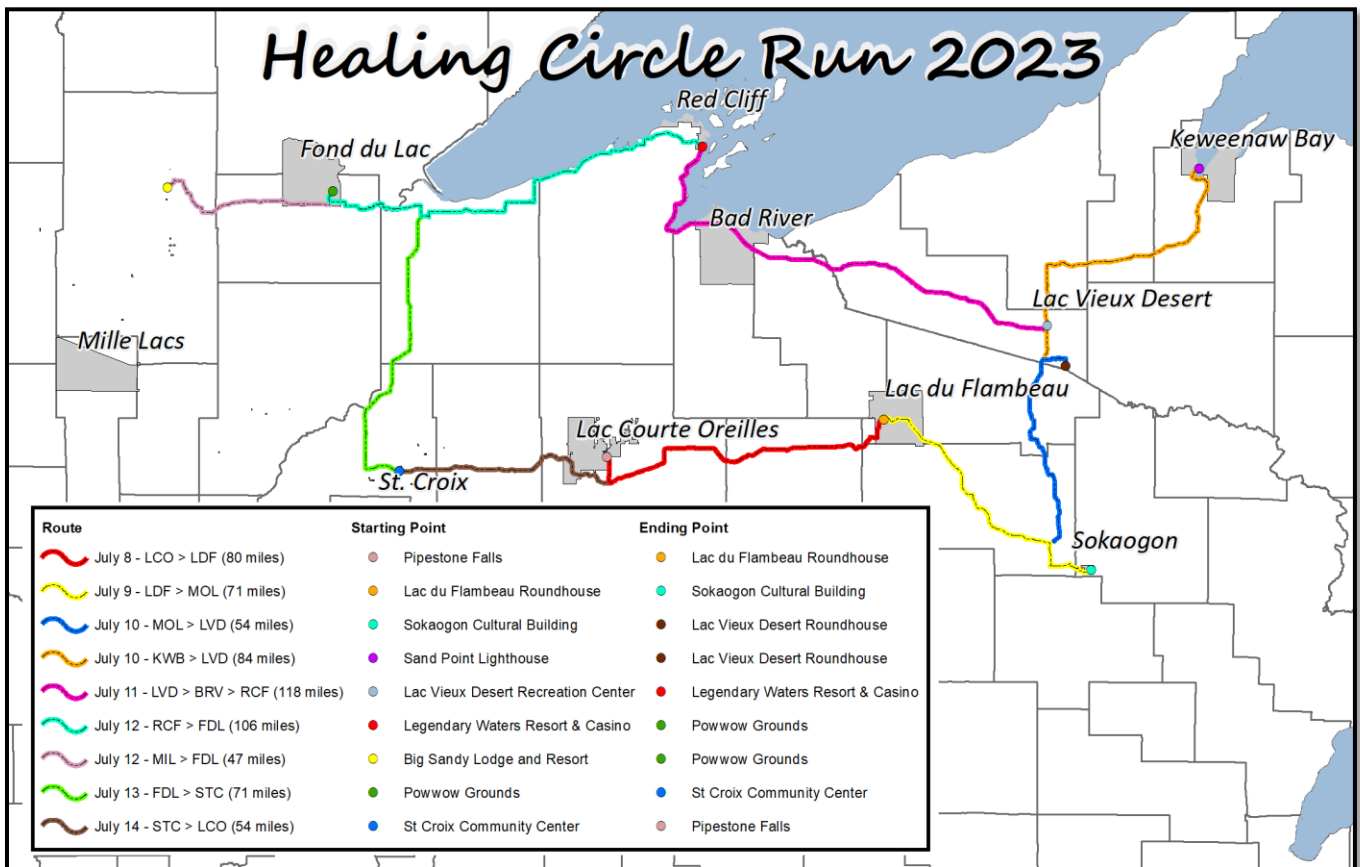 Healing Circle Run 2023
Red Cliff
Keweenaw Bay
Fond du Lac
Bad River
Lac Vieux Desert
Mille Lacs
Lac du Flambeau
Lac Courte Oreilles
St. Croix
Sokaogon
Route Starting Point Ending Point
July 8 - LCO > LDF (80 miles) Pipestone Falls Lac du Flambeau Roundhouse
July 9 - LDF > MOL (71 miles) Lac du Flambeau Roundhouse Sokaogon Cultural Building
July 10 - MOL > LVD (54 miles) Sokaogon Cultural Building Lac Vieux Desert Roundhouse
July 10 - KWB > LVD (84 miles) Sand Point Lighthouse Lac Vieux Desert Roundhouse
July 11 - LVD > BRV > RCF (118 miles) Lac Vieux Desert Recreation Center Legendary Waters Resort & Casino
July 12 - RCF > FDL (106 miles) Legendary Waters Resort & Casino Powwow Grounds
July 12 - MIL > FDL (47 miles) Big Sandy Lodge and Resort Powwow Grounds
July 13 - FDL > STC (71 miles) Powwow Grounds St Croix Community Center
July 14 - STC > LCO (54 miles) St Croix Community Center Pipestone Falls